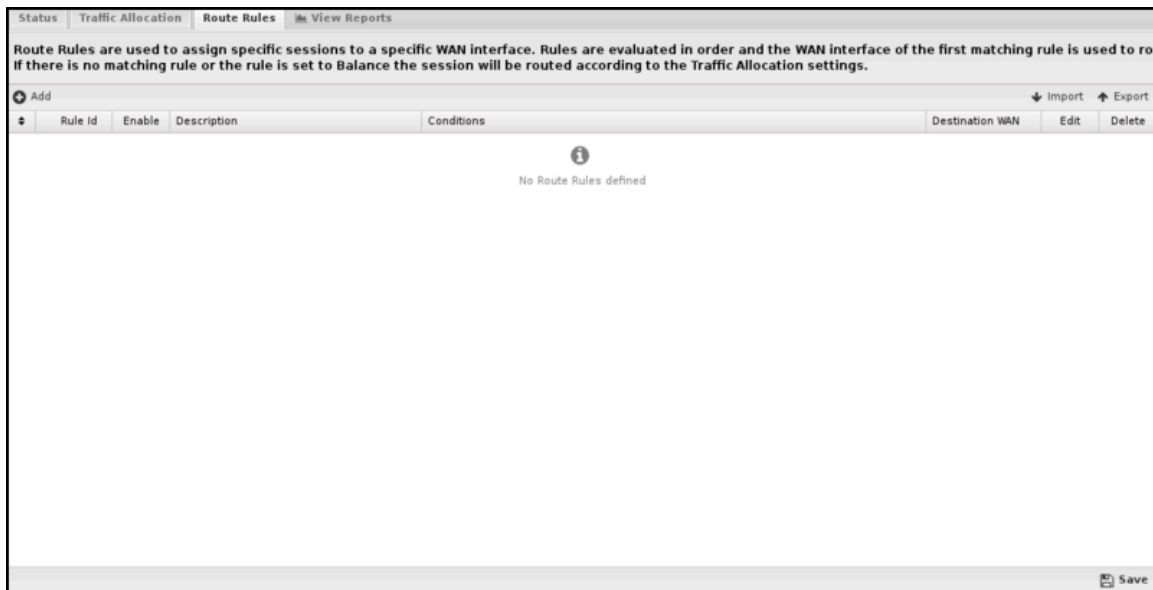 Status Traffic Allocation Route Rules View Reports
Route Rules are used to assign specific sessions to a specific WAN interface. Rules are evaluated in order and the WAN interface of the first matching rule is used to ro
If there is no matching rule or the rule is set to Balance the session will be routed according to the Traffic Allocation settings.
Add Import Export
Rule Id Enable Description Conditions Destination WAN Edit Delete
No Route Rules defined
Save